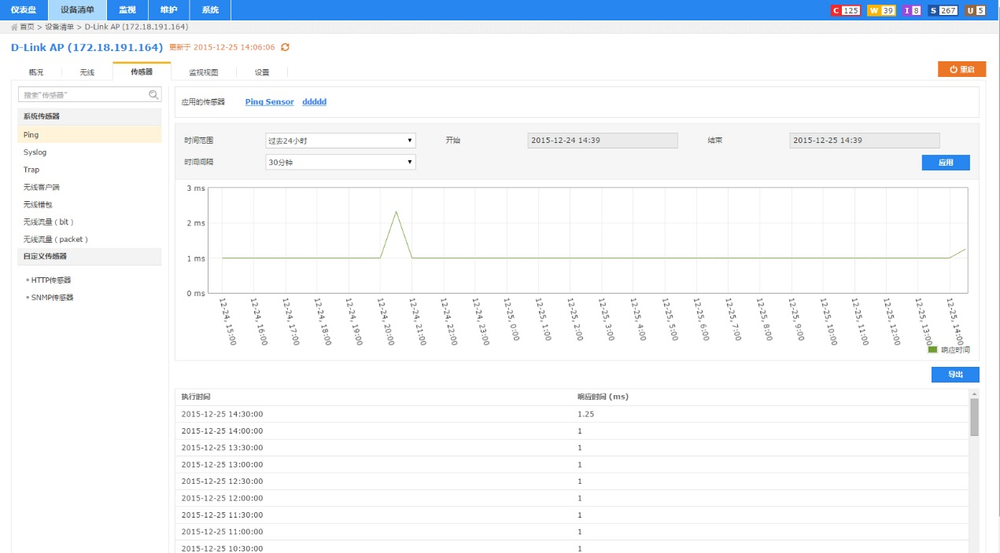 仪表盘 设备清单 监视 维护 系统 C 125 W 39 I 8 S 267 U 5
首页 > 设备清单 > D-Link AP (172.18.191.164)
D-Link AP (172.18.191.164) 更新于 2015-12-25 14:06:06
概况 无线 传感器 监视视图 设置 重启
搜索"传感器"
系统传感器
Ping
Syslog
Trap
无线客户端
无线错包
无线流量 ( bit )
无线流量 ( packet )
自定义传感器
HTTP传感器
SNMP传感器
应用的传感器 Ping Sensor ddddd
时间范围 过去24小时 开始 2015-12-24 14:39 结束 2015-12-25 14:39
时间间隔 30分钟 应用
3 ms
2 ms
1 ms
0 ms
12-24, 15:00
12-24, 16:00
12-24, 17:00
12-24, 18:00
12-24, 19:00
12-24, 20:00
12-24, 21:00
12-24, 22:00
12-24, 23:00
12-25, 0:00
12-25, 1:00
12-25, 2:00
12-25, 3:00
12-25, 4:00
12-25, 5:00
12-25, 6:00
12-25, 7:00
12-25, 8:00
12-25, 9:00
12-25, 10:00
12-25, 11:00
12-25, 12:00
12-25, 13:00
12-25, 14:00
响应时间
导出
执行时间 响应时间 (ms)
2015-12-25 14:30:00 1.25
2015-12-25 14:00:00 1
2015-12-25 13:30:00 1
2015-12-25 13:00:00 1
2015-12-25 12:30:00 1
2015-12-25 12:00:00 1
2015-12-25 11:30:00 1
2015-12-25 11:00:00 1
2015-12-25 10:30:00 1